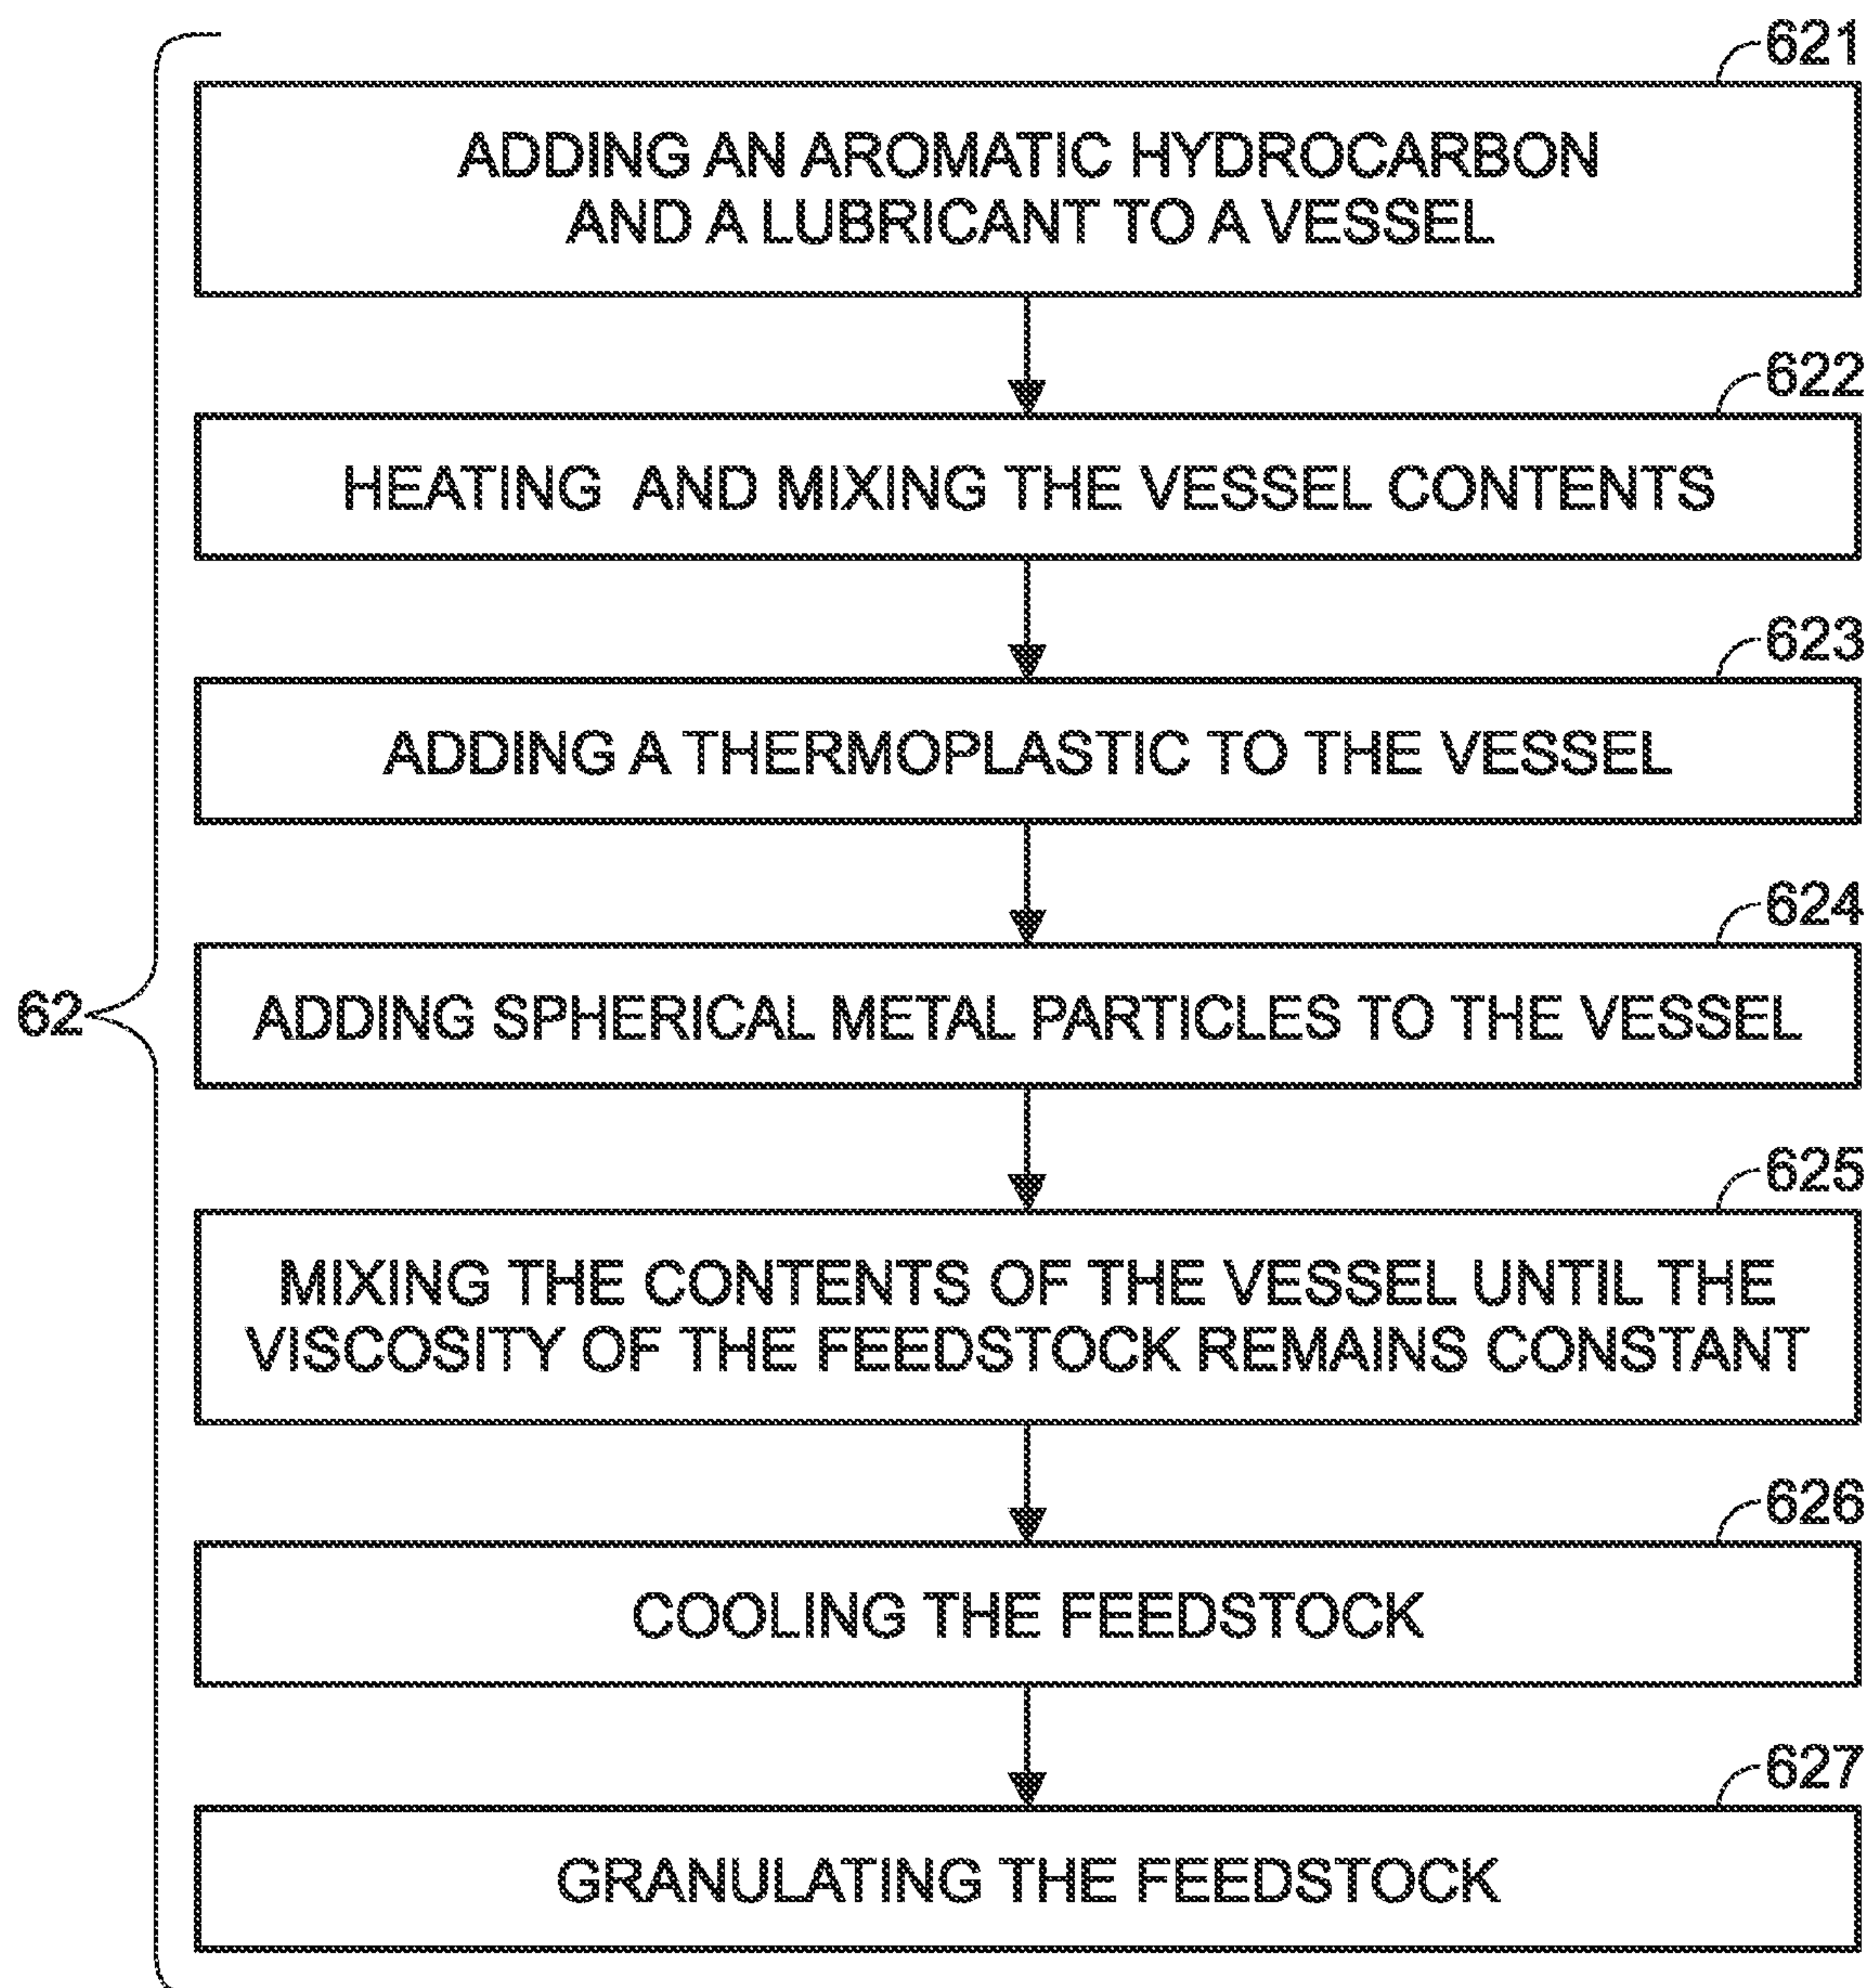 621
ADDING AN AROMATIC HYDROCARBON
AND A LUBRICANT TO A VESSEL
622
HEATING AND MIXING THE VESSEL CONTENTS
623
ADDING A THERMOPLASTIC TO THE VESSEL
624
62
ADDING SPHERICAL METAL PARTICLES TO THE VESSEL
625
MIXING THE CONTENTS OF THE VESSEL UNTIL THE
VISCOSITY OF THE FEEDSTOCK REMAINS CONSTANT
626
COOLING THE FEEDSTOCK
627
GRANULATING THE FEEDSTOCK